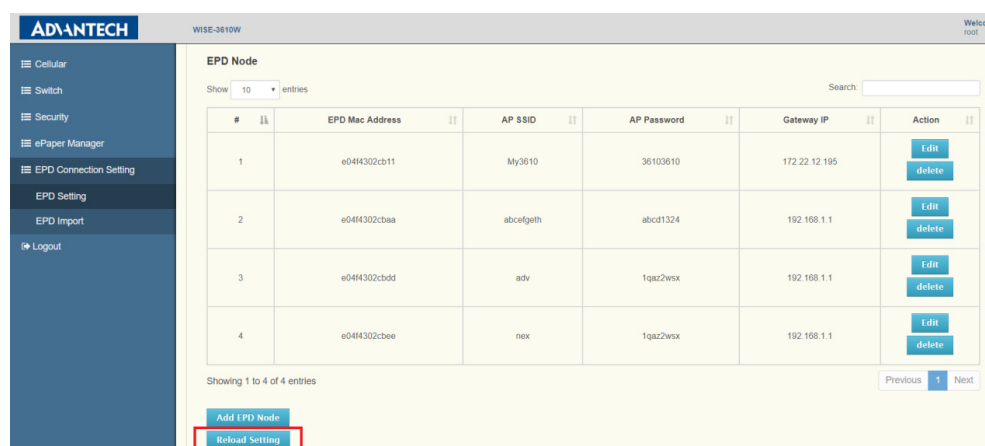 ADVANTECH
WISE-3610W
Welco
root
Cellular
Switch
Security
ePaper Manager
EPD Connection Setting
EPD Setting
EPD Import
Logout
EPD Node
Show 10 entries
Search:
# EPD Mac Address AP SSID AP Password Gateway IP Action
1 e04f4302cb11 My3610 36103610 172.22.12.195 Edit delete
2 e04f4302cbaa abcefgeth abcd1324 192.168.1.1 Edit delete
3 e04f4302cbdd adv 1qaz2wsx 192.168.1.1 Edit delete
4 e04f4302cbee nex 1qaz2wsx 192.168.1.1 Edit delete
Showing 1 to 4 of 4 entries
Previous 1 Next
Add EPD Node
Reload Setting